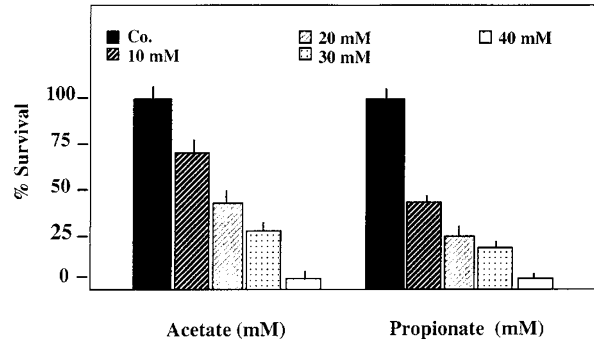 Co. 20 mM 40 mM
10 mM 30 mM
% Survival
100
75
50
25
0
Acetate (mM) Propionate (mM)